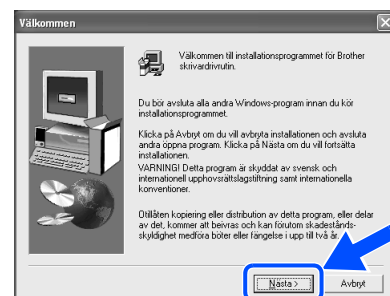 Välkommen
Välkommen till installationsprogrammet för Brother
skrivardrivrutin.
Du bör avsluta alla andra Windows-program innan du kör
installationsprogrammet.
Klicka på Avbryt om du vill avbryta installationen och avsluta
andra öppna program. Klicka på Nästa om du vill fortsätta
installationen.
VARNING! Detta program är skyddat av svensk och
internationell upphovsrättslagstiftning samt internationella
konventioner.
Otillåten kopiering eller distribution av detta program, eller delar
av det, kommer att beivras och kan förutom skadestånds-
skyldighet medföra böter eller fängelse i upp till två år.
Nästa >
Avbryt